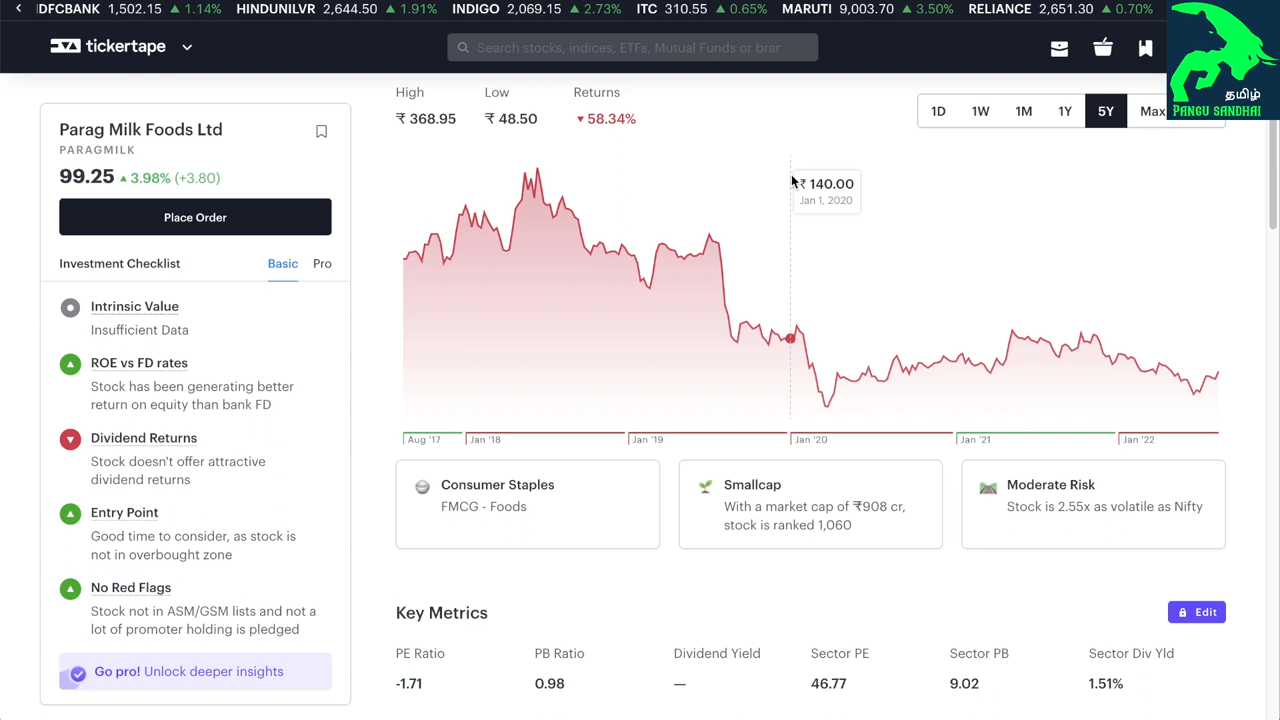 DFCBANK 1,502.15 ▲ 1.14% HINDUNILVR 2,644.50 ▲ 1.91% INDIGO 2,069.15 ▲ 2.73% ITC 310.55 ▲ 0.65% MARUTI 9,003.70 ▲ 3.50% RELIANCE 2,651.30 ▲ 0.70%
tickertape
Search stocks, indices, ETFs, Mutual Funds or brar
தமிழ்
PANGU SANDHAI
Parag Milk Foods Ltd
PARAGMILK
99.25 ▲ 3.98% (+3.80)
Place Order
Investment Checklist Basic Pro
Intrinsic Value
Insufficient Data
ROE vs FD rates
Stock has been generating better
return on equity than bank FD
Dividend Returns
Stock doesn't offer attractive
dividend returns
Entry Point
Good time to consider, as stock is
not in overbought zone
No Red Flags
Stock not in ASM/GSM lists and not a
lot of promoter holding is pledged
Go pro! Unlock deeper insights
High Low Returns
₹ 368.95 ₹ 48.50 ▼ 58.34%
1D 1W 1M 1Y 5Y Max
₹ 140.00
Jan 1, 2020
Aug '17 Jan '18 Jan '19 Jan '20 Jan '21 Jan '22
Consumer Staples
FMCG - Foods
Smallcap
With a market cap of ₹908 cr,
stock is ranked 1,060
Moderate Risk
Stock is 2.55x as volatile as Nifty
Key Metrics
Edit
PE Ratio PB Ratio Dividend Yield Sector PE Sector PB Sector Div Yld
-1.71 0.98 — 46.77 9.02 1.51%